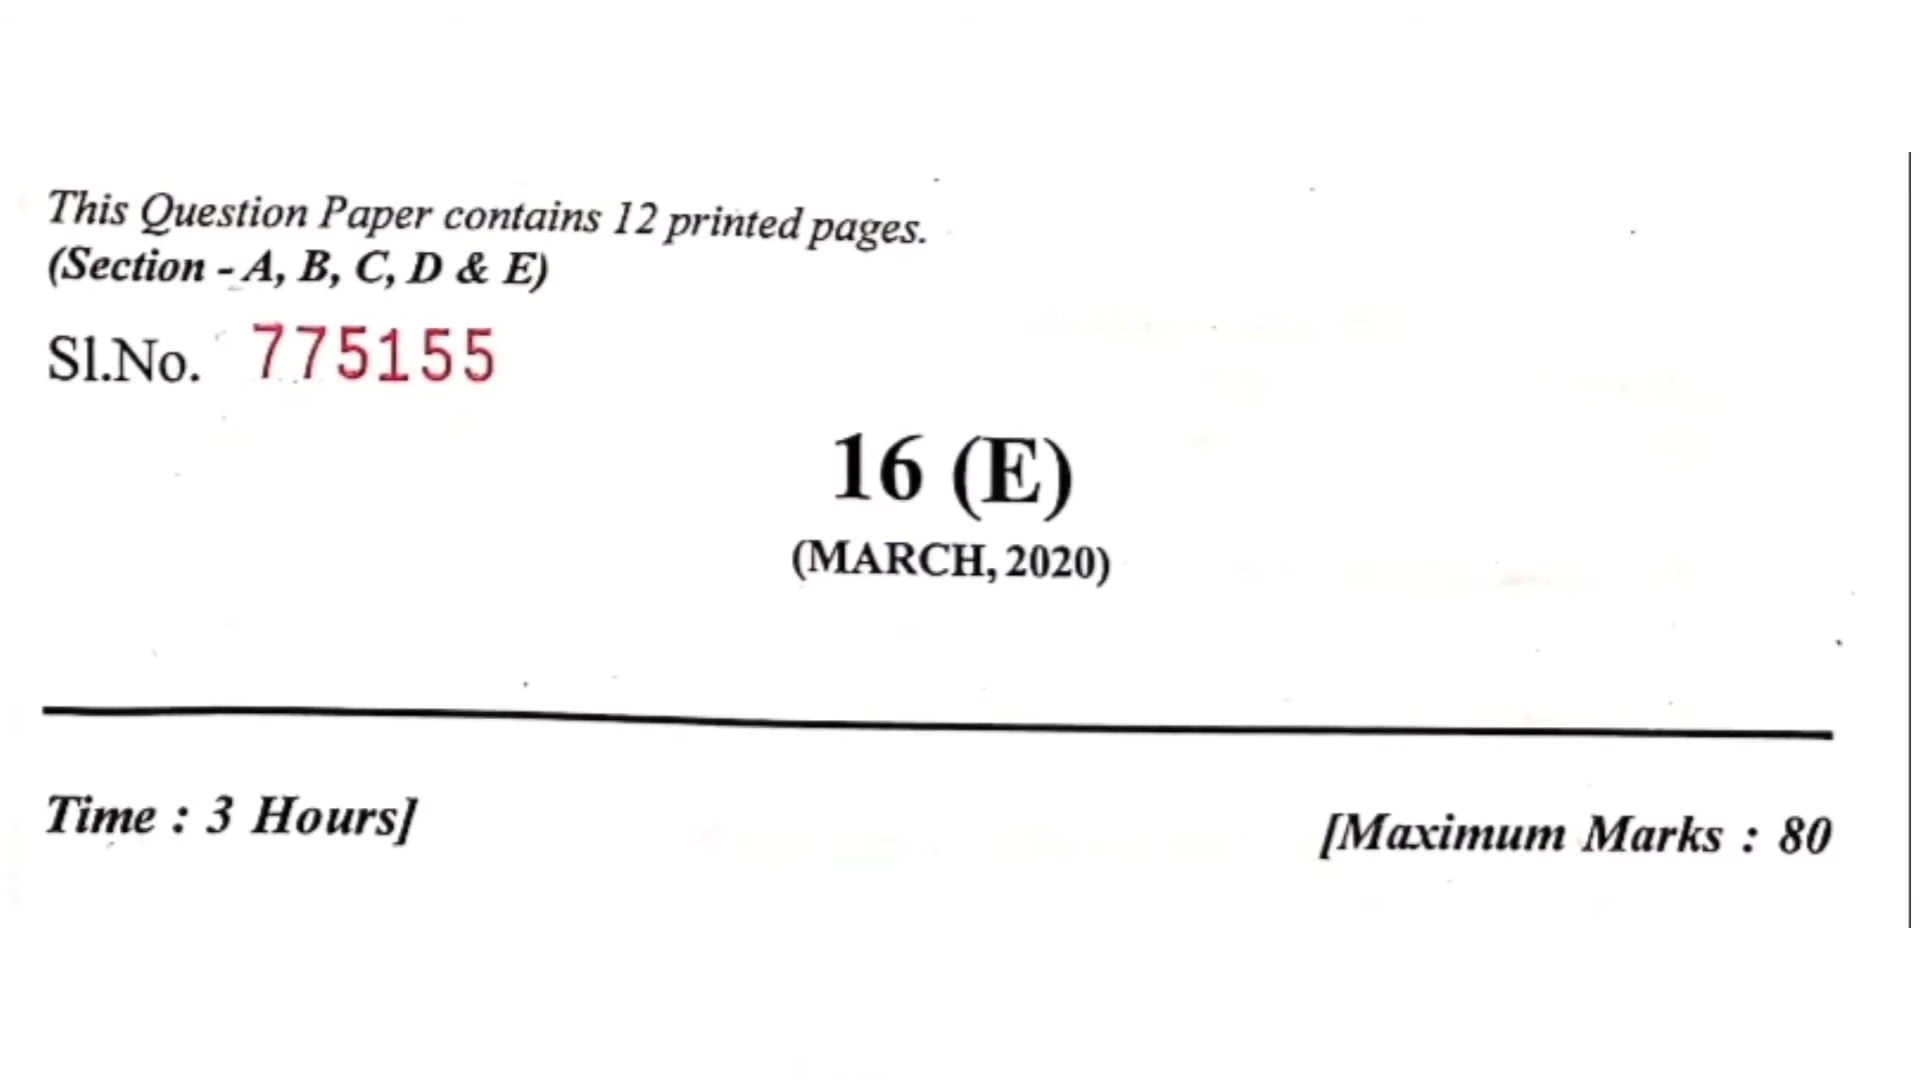 This Question Paper contains 12 printed pages.
(Section - A, B, C, D & E)
Sl.No. 775155
16 (E)
(MARCH, 2020)
Time : 3 Hours]
[Maximum Marks : 80